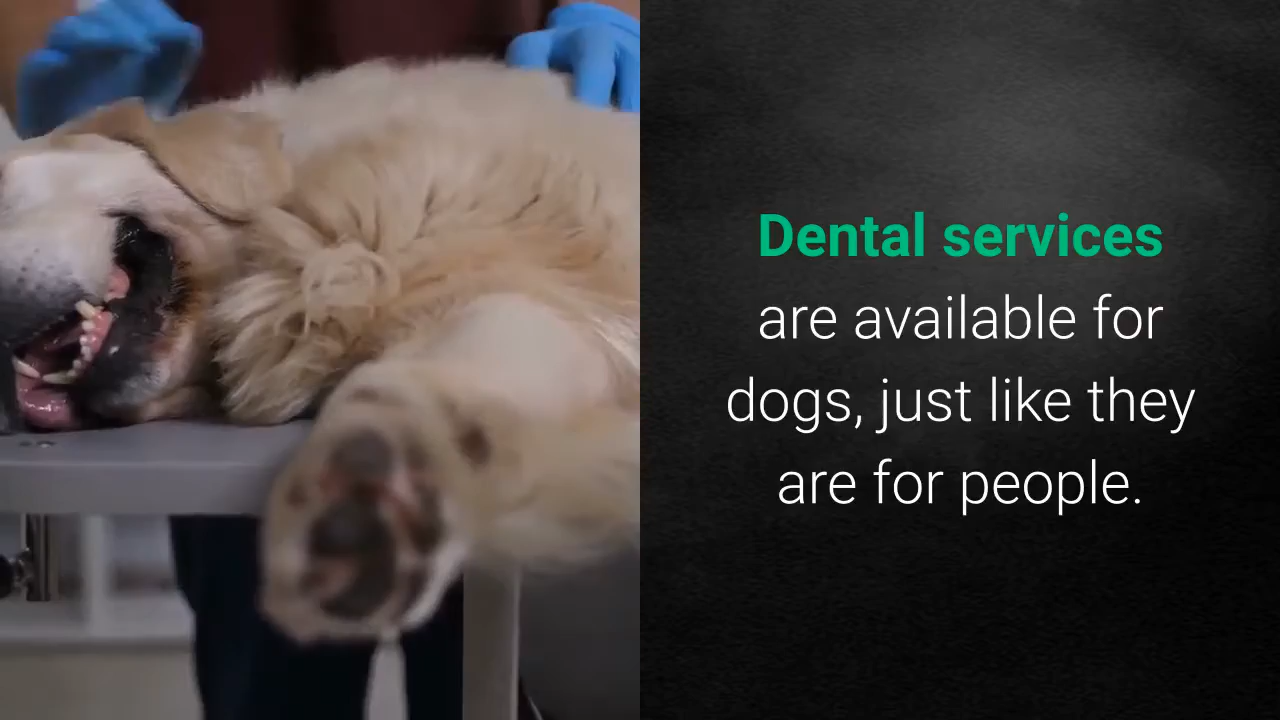 Dental services
are available for
dogs, just like they
are for people.